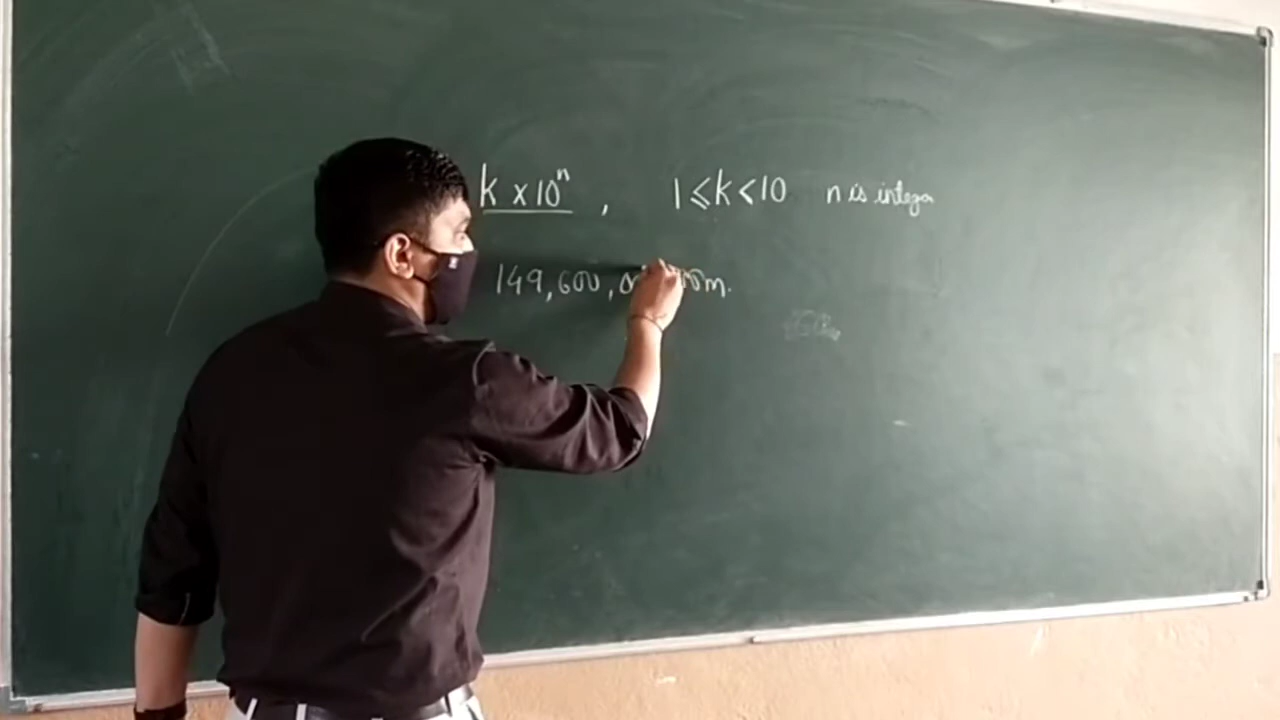 k × 10ⁿ , 1 ⩽ k < 10 n is integer
149,600,